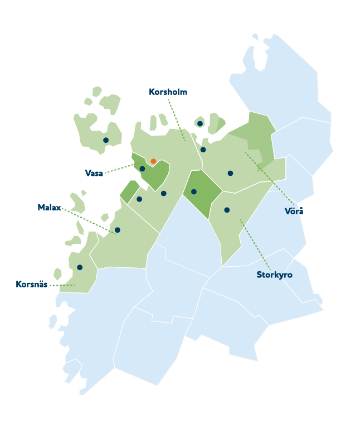 Korsholm
Vasa
Malax
Vörå
Storkyro
Korsnäs